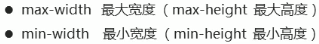 ● max-width 最大宽度（max-height 最大高度）
● min-width 最小宽度（min-height 最小高度）